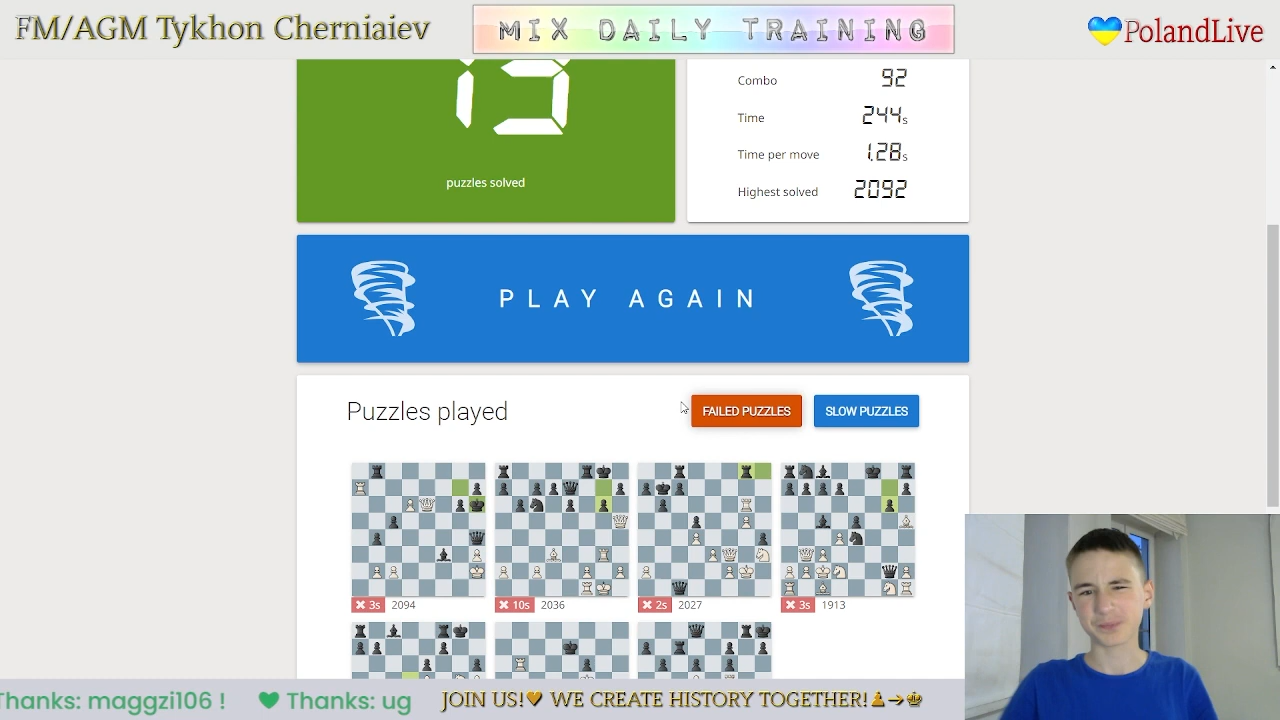 FM/AGM Tykhon Cherniaiev
MIX DAILY TRAINING
PolandLive
puzzles solved
Combo 92
Time 244s
Time per move 1.28s
Highest solved 2092
PLAY AGAIN
Puzzles played
FAILED PUZZLES
SLOW PUZZLES
3s 2094
10s 2036
2s 2027
3s 1913
Thanks: maggzi106 !
Thanks: ug
JOIN US! WE CREATE HISTORY TOGETHER!